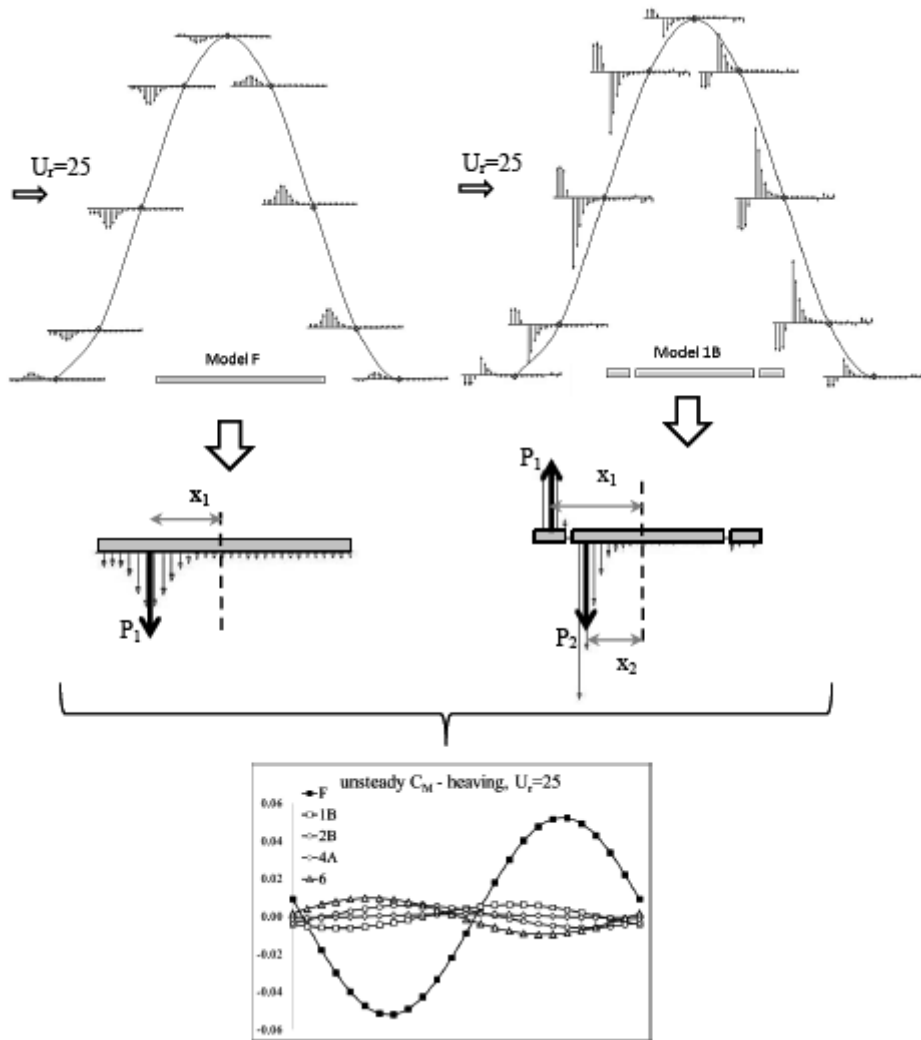 U_r=25
U_r=25
Model F
Model 1B
x_1
P_1
P_1
x_1
P_2
x_2
unsteady C_M - heaving, U_r=25
F
1B
2B
4A
6
0.06
0.04
0.02
0.00
-0.02
-0.04
-0.06